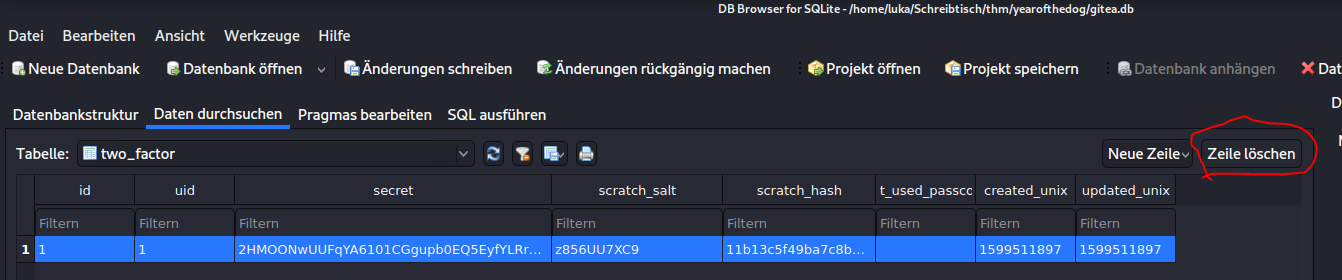 DB Browser for SQLite - /home/luka/Schreibtisch/thm/yearofthedog/gitea.db
Datei Bearbeiten Ansicht Werkzeuge Hilfe
Neue Datenbank Datenbank öffnen Änderungen schreiben Änderungen rückgängig machen Projekt öffnen Projekt speichern Datenbank anhängen Dat
Datenbankstruktur Daten durchsuchen Pragmas bearbeiten SQL ausführen
Tabelle: two_factor Neue Zeile Zeile löschen
id uid secret scratch_salt scratch_hash t_used_passco created_unix updated_unix
Filtern Filtern Filtern Filtern Filtern Filtern Filtern Filtern
1 1 1 2HMOONwUUFqYA6101CGgupb0EQ5EyfYLRr... z856UU7XC9 11b13c5f49ba7c8b... 1599511897 1599511897